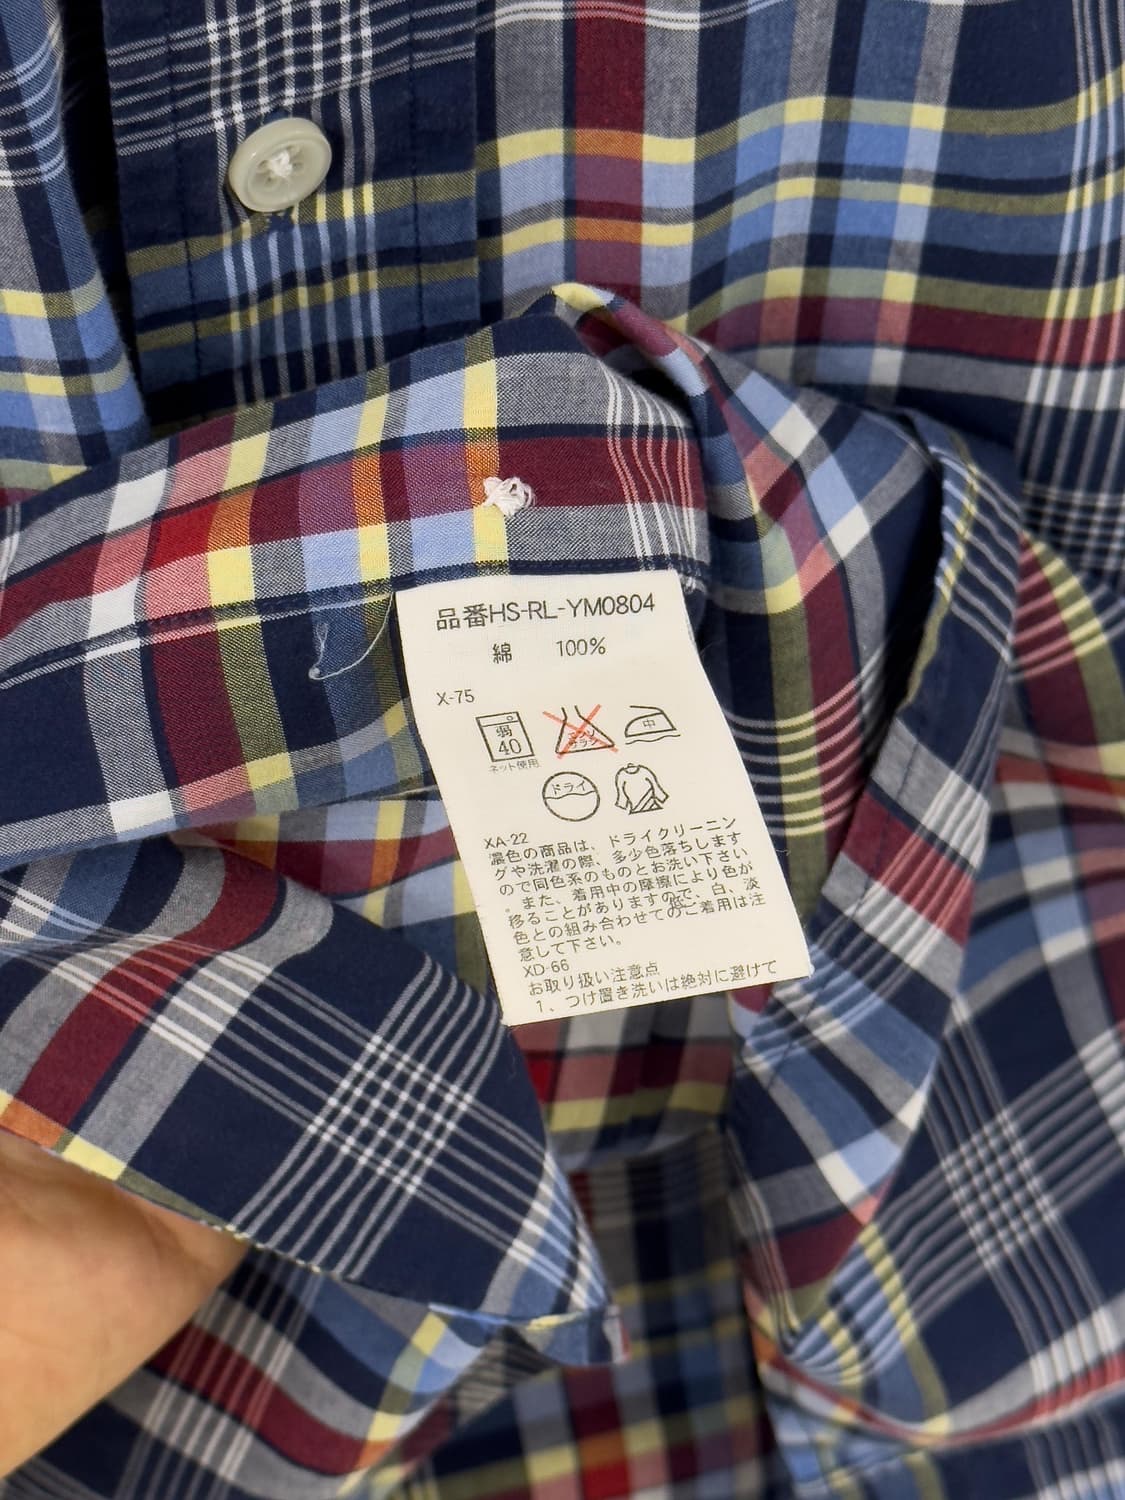 品番HS-RL-YM0804
綿 100%
X-75
弱
40
ネット使用
エンソ
サラシ
中
ドライ
XA-22
濃色の商品は、ドライクリーニン
グや洗濯の際、多少色落ちします
ので同色系のものとお洗い下さい
。また、着用中の摩擦により色が
移ることがありますので、白、淡
色との組み合わせてのご着用は注
意して下さい。
XD-66
お取り扱い注意点
1、つけ置き洗いは絶対に避けて